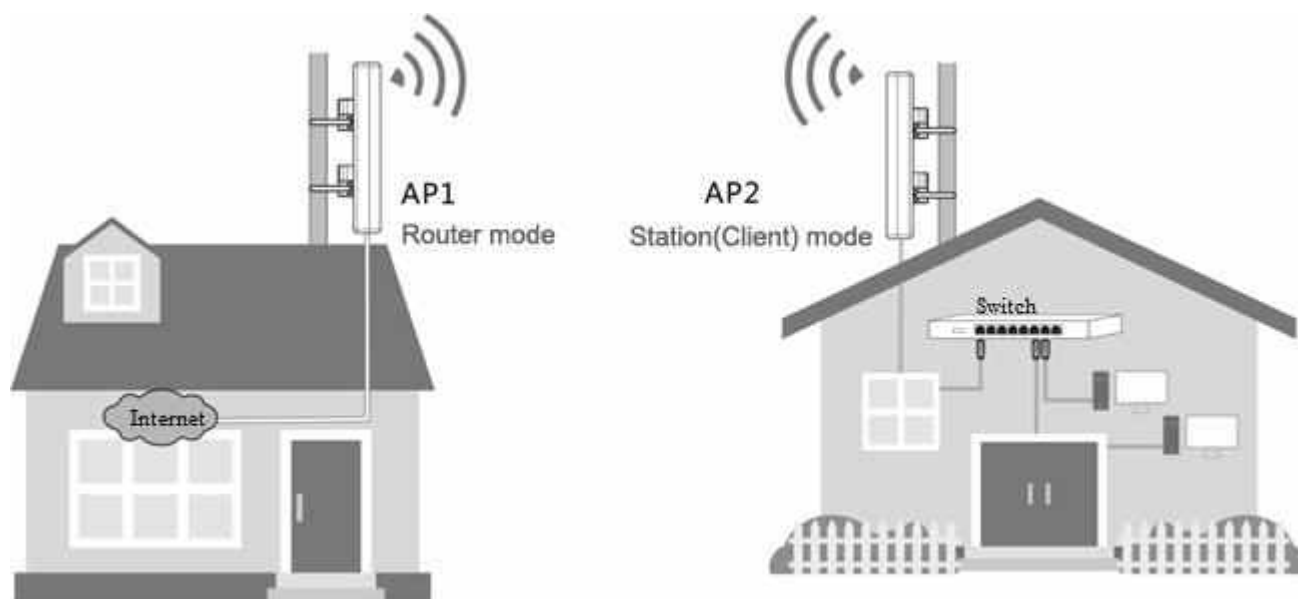 AP1
Router mode
AP2
Station(Client) mode
Switch
Internet